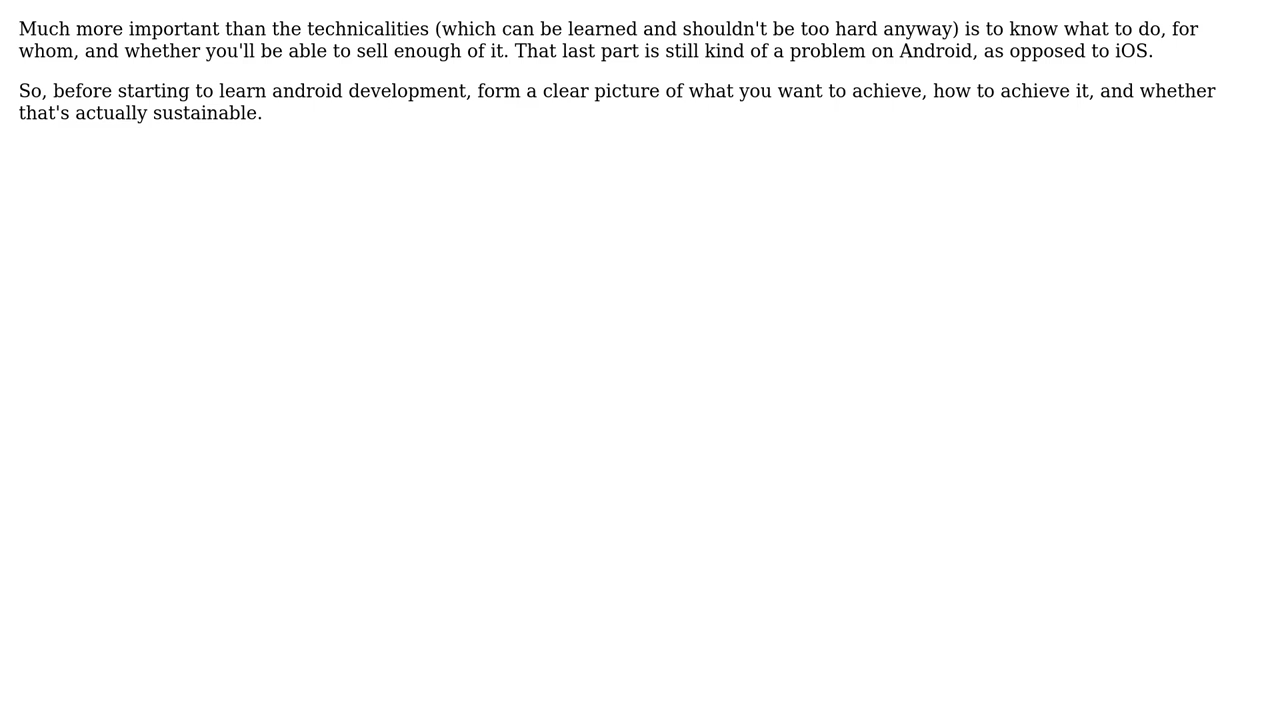 Much more important than the technicalities (which can be learned and shouldn't be too hard anyway) is to know what to do, for
whom, and whether you'll be able to sell enough of it. That last part is still kind of a problem on Android, as opposed to iOS.
So, before starting to learn android development, form a clear picture of what you want to achieve, how to achieve it, and whether
that's actually sustainable.